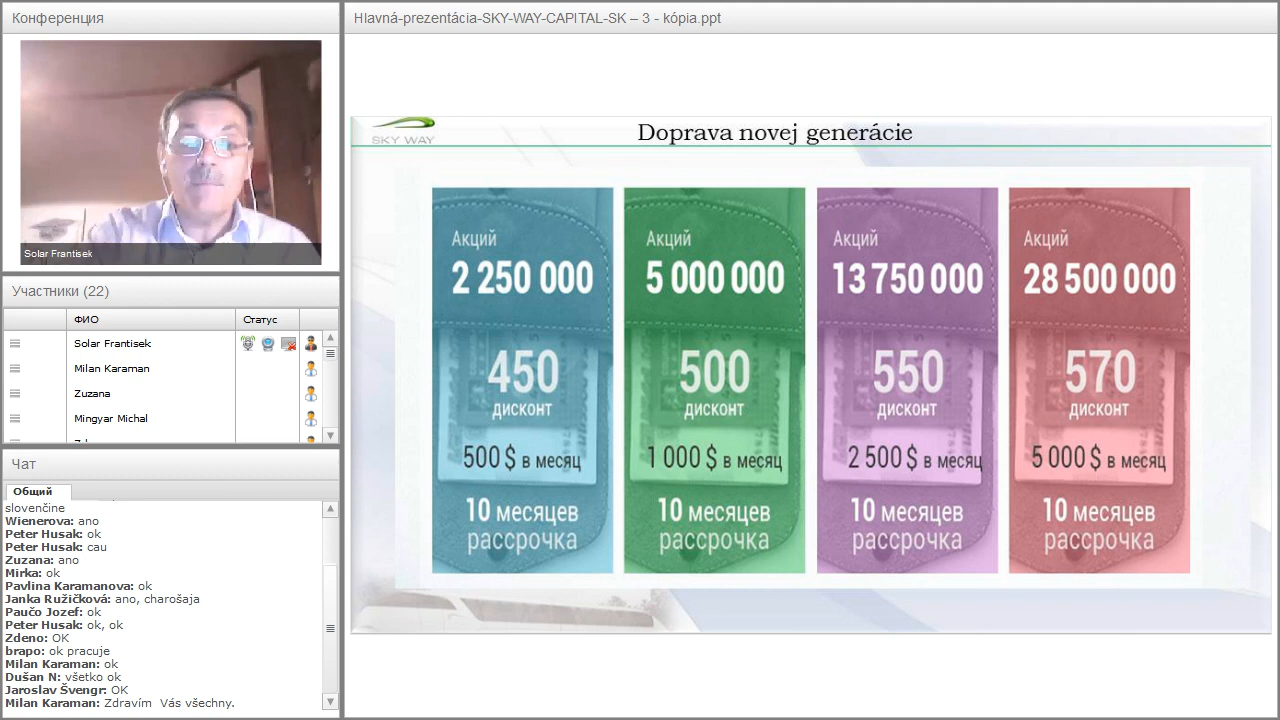 Конференция
Solar Frantisek
Участники (22)
ФИО
Статус
Solar Frantisek
Milan Karaman
Zuzana
Mingyar Michal
Чат
Общий
slovenčine
Wienerova: ano
Peter Husak: ok
Peter Husak: cau
Zuzana: ano
Mirka: ok
Pavlina Karamanova: ok
Janka Ružičková: ano, charošaja
Paučo Jozef: ok
Peter Husak: ok, ok
Zdeno: OK
brapo: ok pracuje
Milan Karaman: ok
Dušan N: všetko ok
Jaroslav Švengr: OK
Milan Karaman: Zdravím Vás všechny.
Hlavná-prezentácia-SKY-WAY-CAPITAL-SK – 3 - kópia.ppt
SKY WAY
Doprava novej generácie
Акций
2 250 000
450
дисконт
500 $ в месяц
10 месяцев
рассрочка
Акций
5 000 000
500
дисконт
1 000 $ в месяц
10 месяцев
рассрочка
Акций
13 750 000
550
дисконт
2 500 $ в месяц
10 месяцев
рассрочка
Акций
28 500 000
570
дисконт
5 000 $ в месяц
10 месяцев
рассрочка